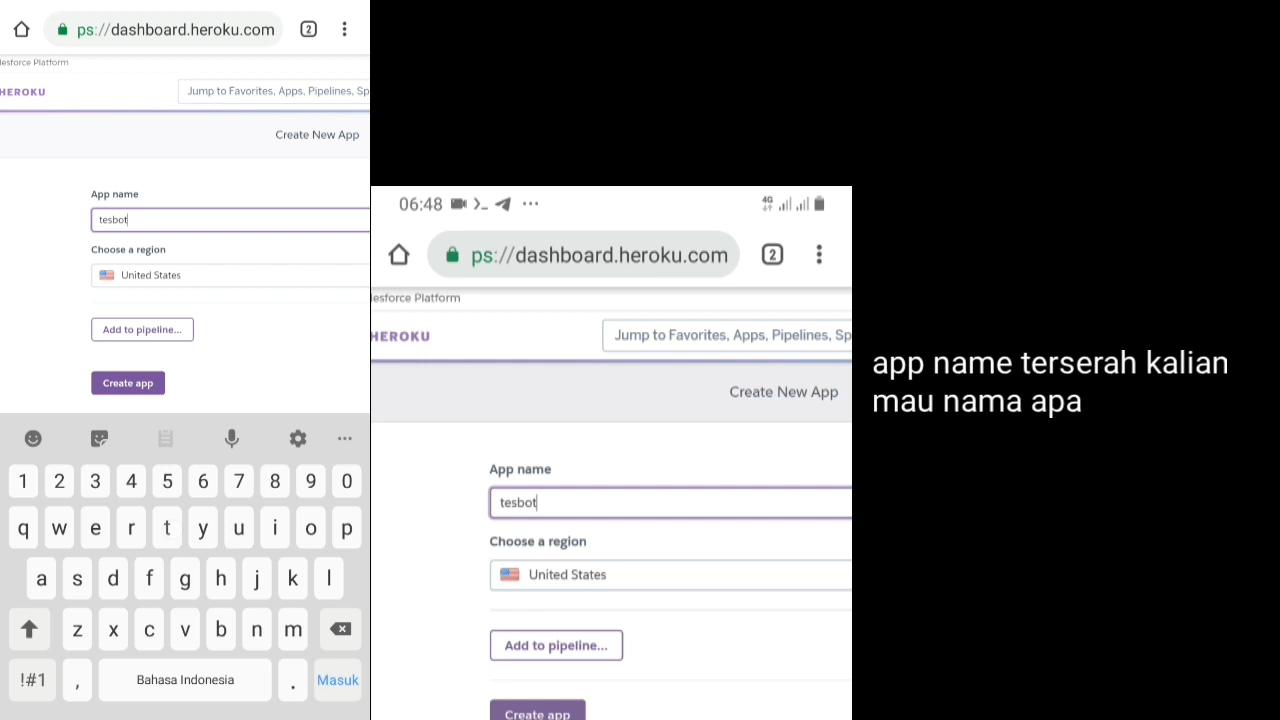 ps://dashboard.heroku.com
2
lesforce Platform
HEROKU
Jump to Favorites, Apps, Pipelines, Sp
Create New App
App name
tesbot
Choose a region
United States
Add to pipeline...
Create app
1 2 3 4 5 6 7 8 9 0
q w e r t y u i o p
a s d f g h j k l
z x c v b n m
!#1 , Bahasa Indonesia . Masuk
06:48
4G
ps://dashboard.heroku.com
2
lesforce Platform
HEROKU
Jump to Favorites, Apps, Pipelines, Sp
Create New App
App name
tesbot
Choose a region
United States
Add to pipeline...
Create app
app name terserah kalian
mau nama apa